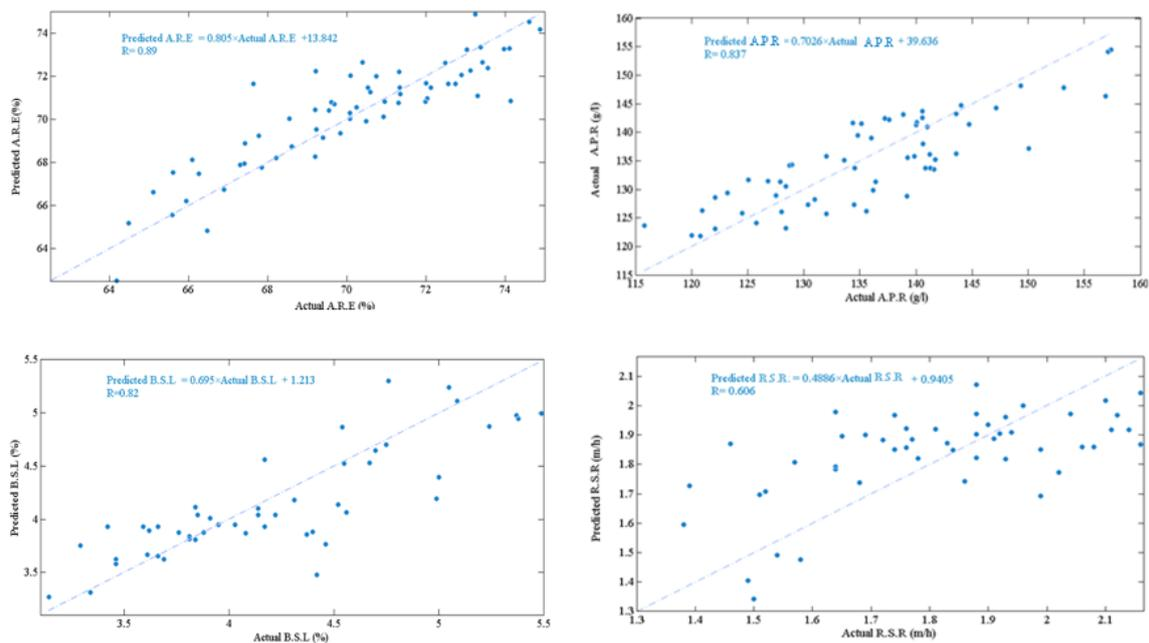 74
72
70
68
66
64
Predicted A.R.E (%)
Predicted A.R.E = 0.805×Actual A.R.E +13.842
R= 0.89
64 66 68 70 72 74
Actual A.R.E (%)
160
155
150
145
140
135
130
125
120
115
Actual A.P.R (g/l)
Predicted A.P.R = 0.7026×Actual A.P.R + 39.636
R= 0.837
115 120 125 130 135 140 145 150 155 160
Actual A.P.R (g/l)
5.5
5
4.5
4
3.5
Predicted B.S.L (%)
Predicted B.S.L = 0.695×Actual B.S.L + 1.213
R=0.82
3.5 4 4.5 5 5.5
Actual B.S.L (%)
2.1
2
1.9
1.8
1.7
1.6
1.5
1.4
1.3
Predicted R.S.R (m/h)
Predicted R.S.R. = 0.4886×Actual R.S.R + 0.9405
R= 0.606
1.3 1.4 1.5 1.6 1.7 1.8 1.9 2 2.1
Actual R.S.R (m/h)